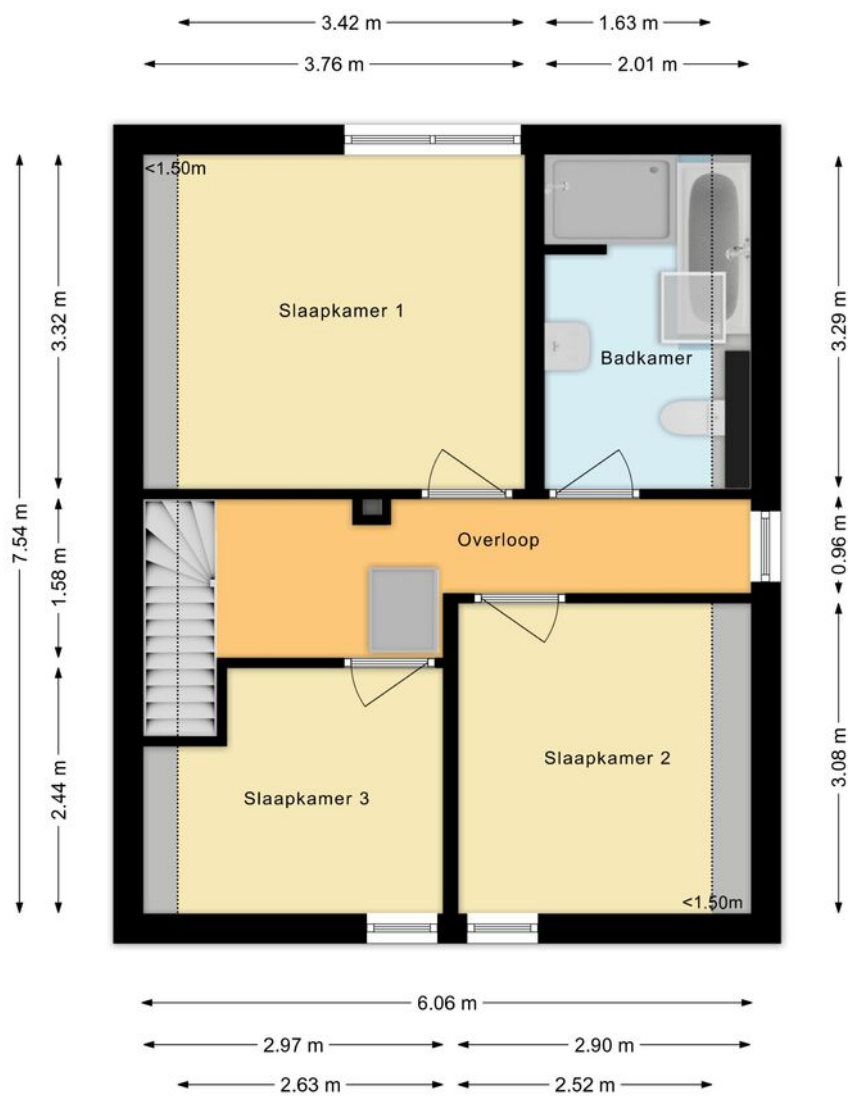 3.42 m
1.63 m
3.76 m
2.01 m
<1.50m
Slaapkamer 1
Badkamer
3.32 m
3.29 m
7.54 m
1.58 m
Overloop
0.96 m
Slaapkamer 2
Slaapkamer 3
2.44 m
3.08 m
<1.50m
6.06 m
2.97 m
2.90 m
2.63 m
2.52 m